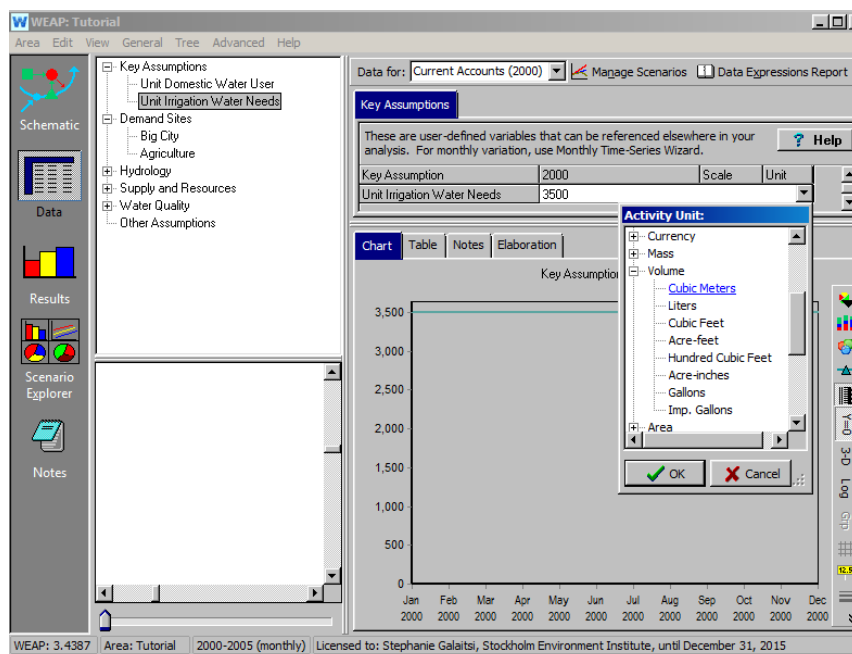 WEAP: Tutorial
Area Edit View General Tree Advanced Help
Schematic
Data
Results
Scenario
Explorer
Notes
Key Assumptions
Unit Domestic Water User
Unit Irrigation Water Needs
Demand Sites
Big City
Agriculture
Hydrology
Supply and Resources
Water Quality
Other Assumptions
Data for: Current Accounts (2000) Manage Scenarios Data Expressions Report
Key Assumptions
These are user-defined variables that can be referenced elsewhere in your
analysis. For monthly variation, use Monthly Time-Series Wizard.
? Help
Key Assumption 2000 Scale Unit
Unit Irrigation Water Needs 3500
Activity Unit:
Currency
Mass
Volume
Cubic Meters
Liters
Cubic Feet
Acre-feet
Hundred Cubic Feet
Acre-inches
Gallons
Imp. Gallons
Area
OK Cancel
Chart Table Notes Elaboration
Key Assumptio
3,500
3,000
2,500
2,000
1,500
1,000
500
0
Jan Feb Mar Apr May Jun Jul Aug Sep Oct Nov Dec
2000 2000 2000 2000 2000 2000 2000 2000 2000 2000 2000 2000
Y=0
3-D
Log
WEAP: 3.4387 Area: Tutorial 2000-2005 (monthly) Licensed to: Stephanie Galaitsi, Stockholm Environment Institute, until December 31, 2015